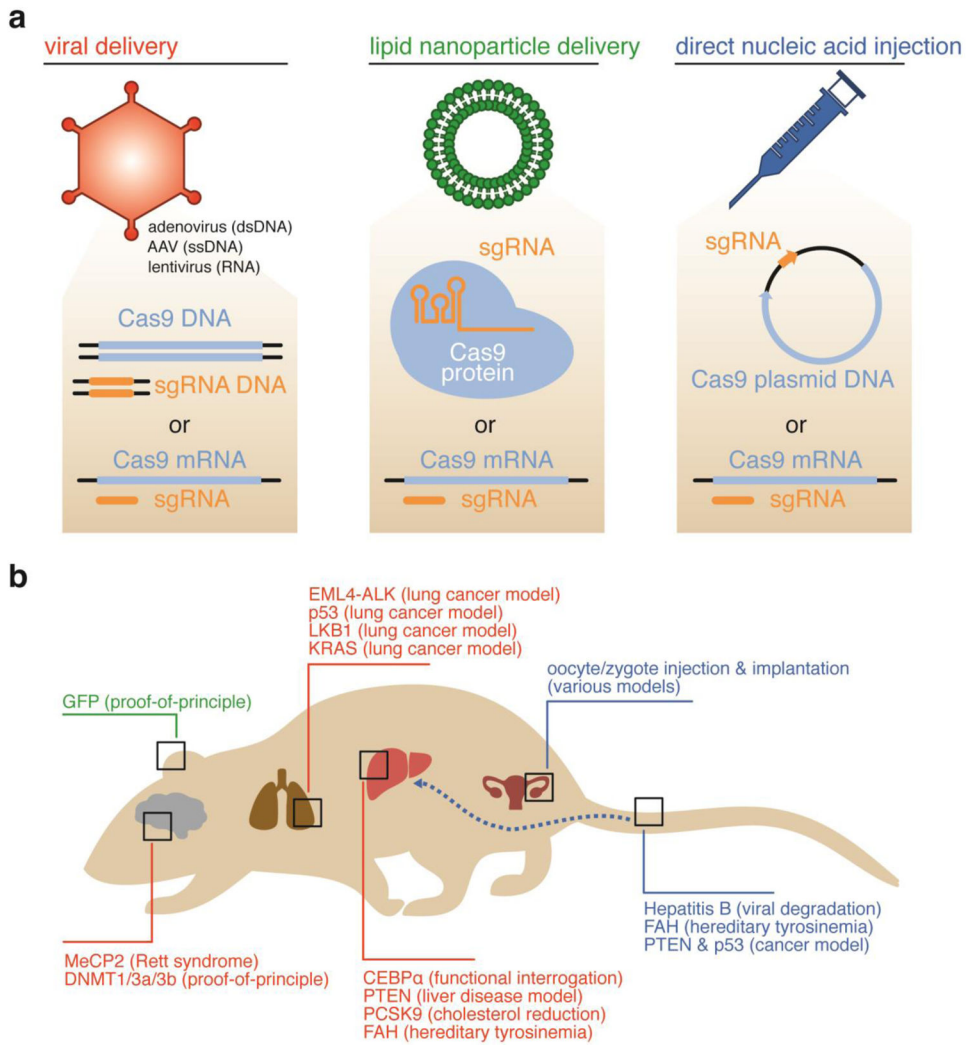 a
viral delivery
adenovirus (dsDNA)
AAV (ssDNA)
lentivirus (RNA)
Cas9 DNA
sgRNA DNA
or
Cas9 mRNA
sgRNA
lipid nanoparticle delivery
sgRNA
Cas9
protein
or
Cas9 mRNA
sgRNA
direct nucleic acid injection
sgRNA
Cas9 plasmid DNA
or
Cas9 mRNA
sgRNA
b
GFP (proof-of-principle)
EML4-ALK (lung cancer model)
p53 (lung cancer model)
LKB1 (lung cancer model)
KRAS (lung cancer model)
oocyte/zygote injection & implantation
(various models)
MeCP2 (Rett syndrome)
DNMT1/3a/3b (proof-of-principle)
CEBPα (functional interrogation)
PTEN (liver disease model)
PCSK9 (cholesterol reduction)
FAH (hereditary tyrosinemia)
Hepatitis B (viral degradation)
FAH (hereditary tyrosinemia)
PTEN & p53 (cancer model)